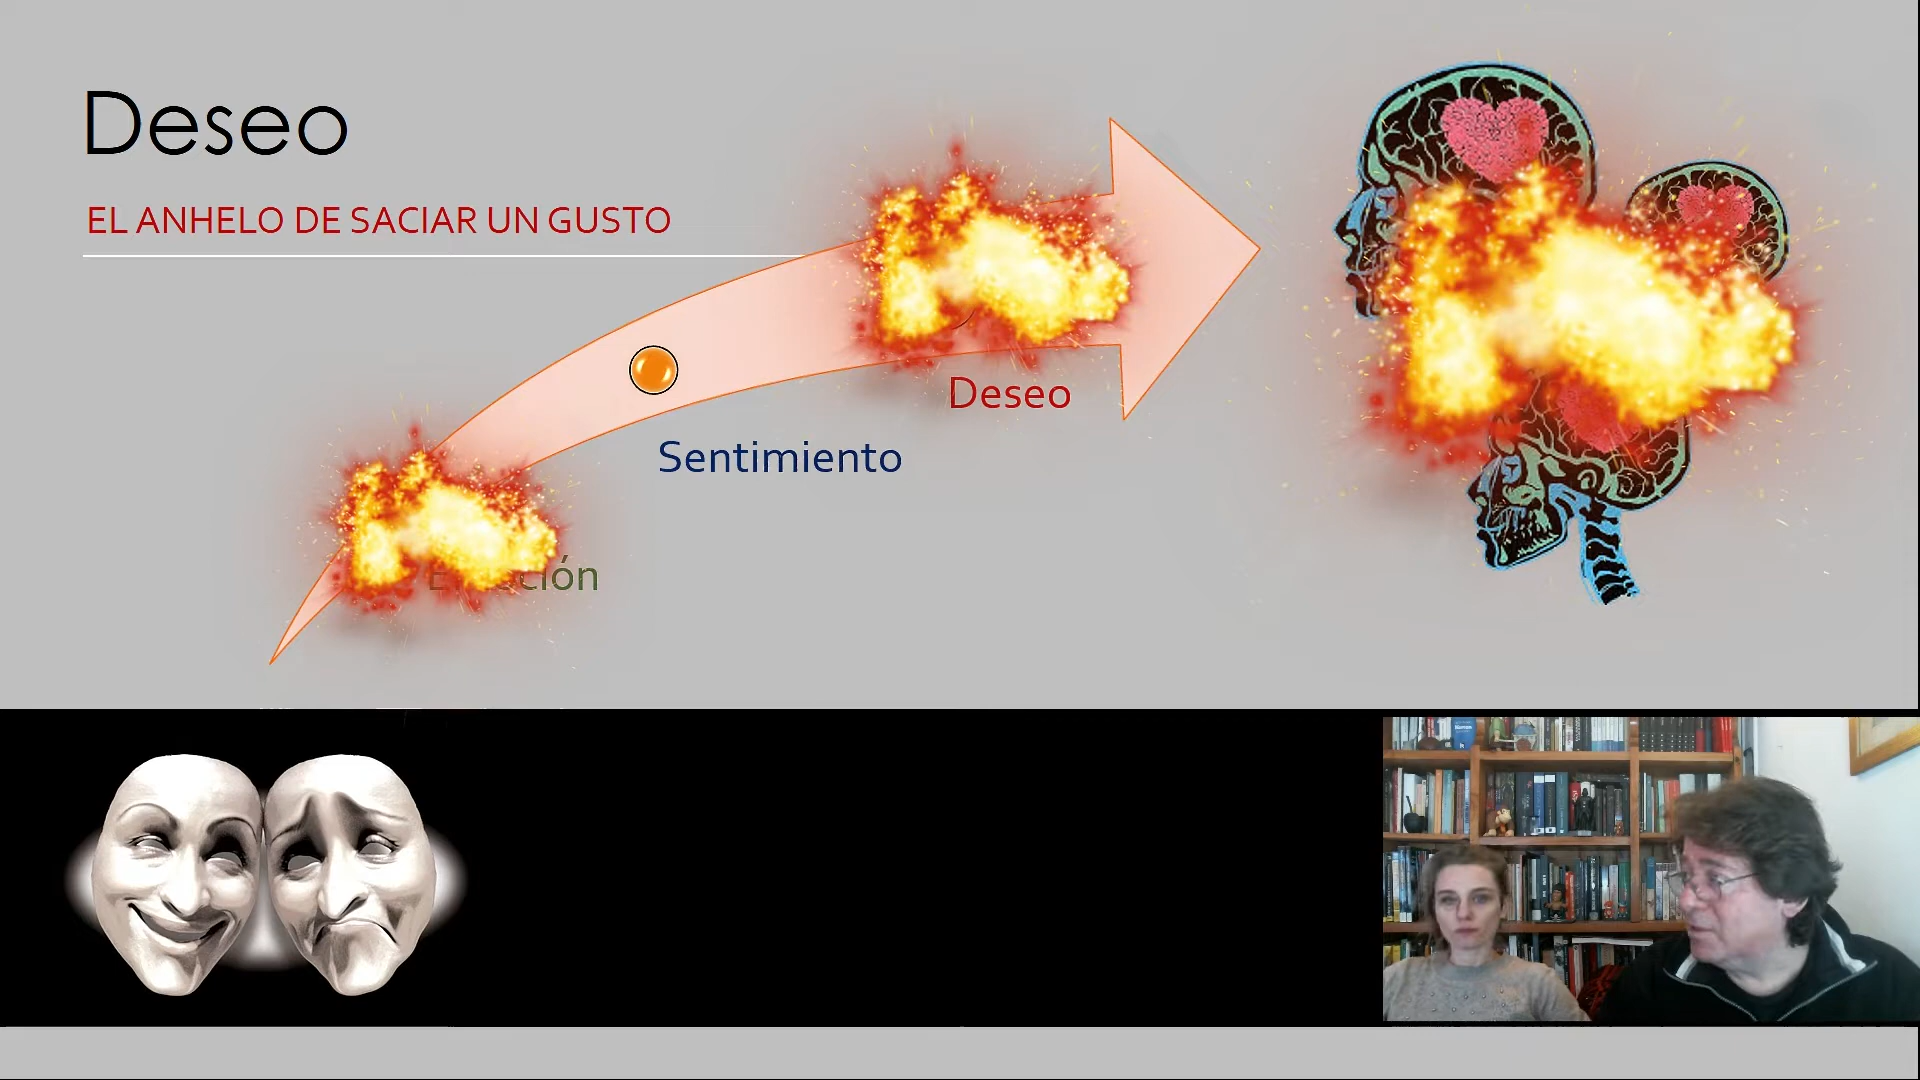 Deseo
EL ANHELO DE SACIAR UN GUSTO
Deseo
Sentimiento